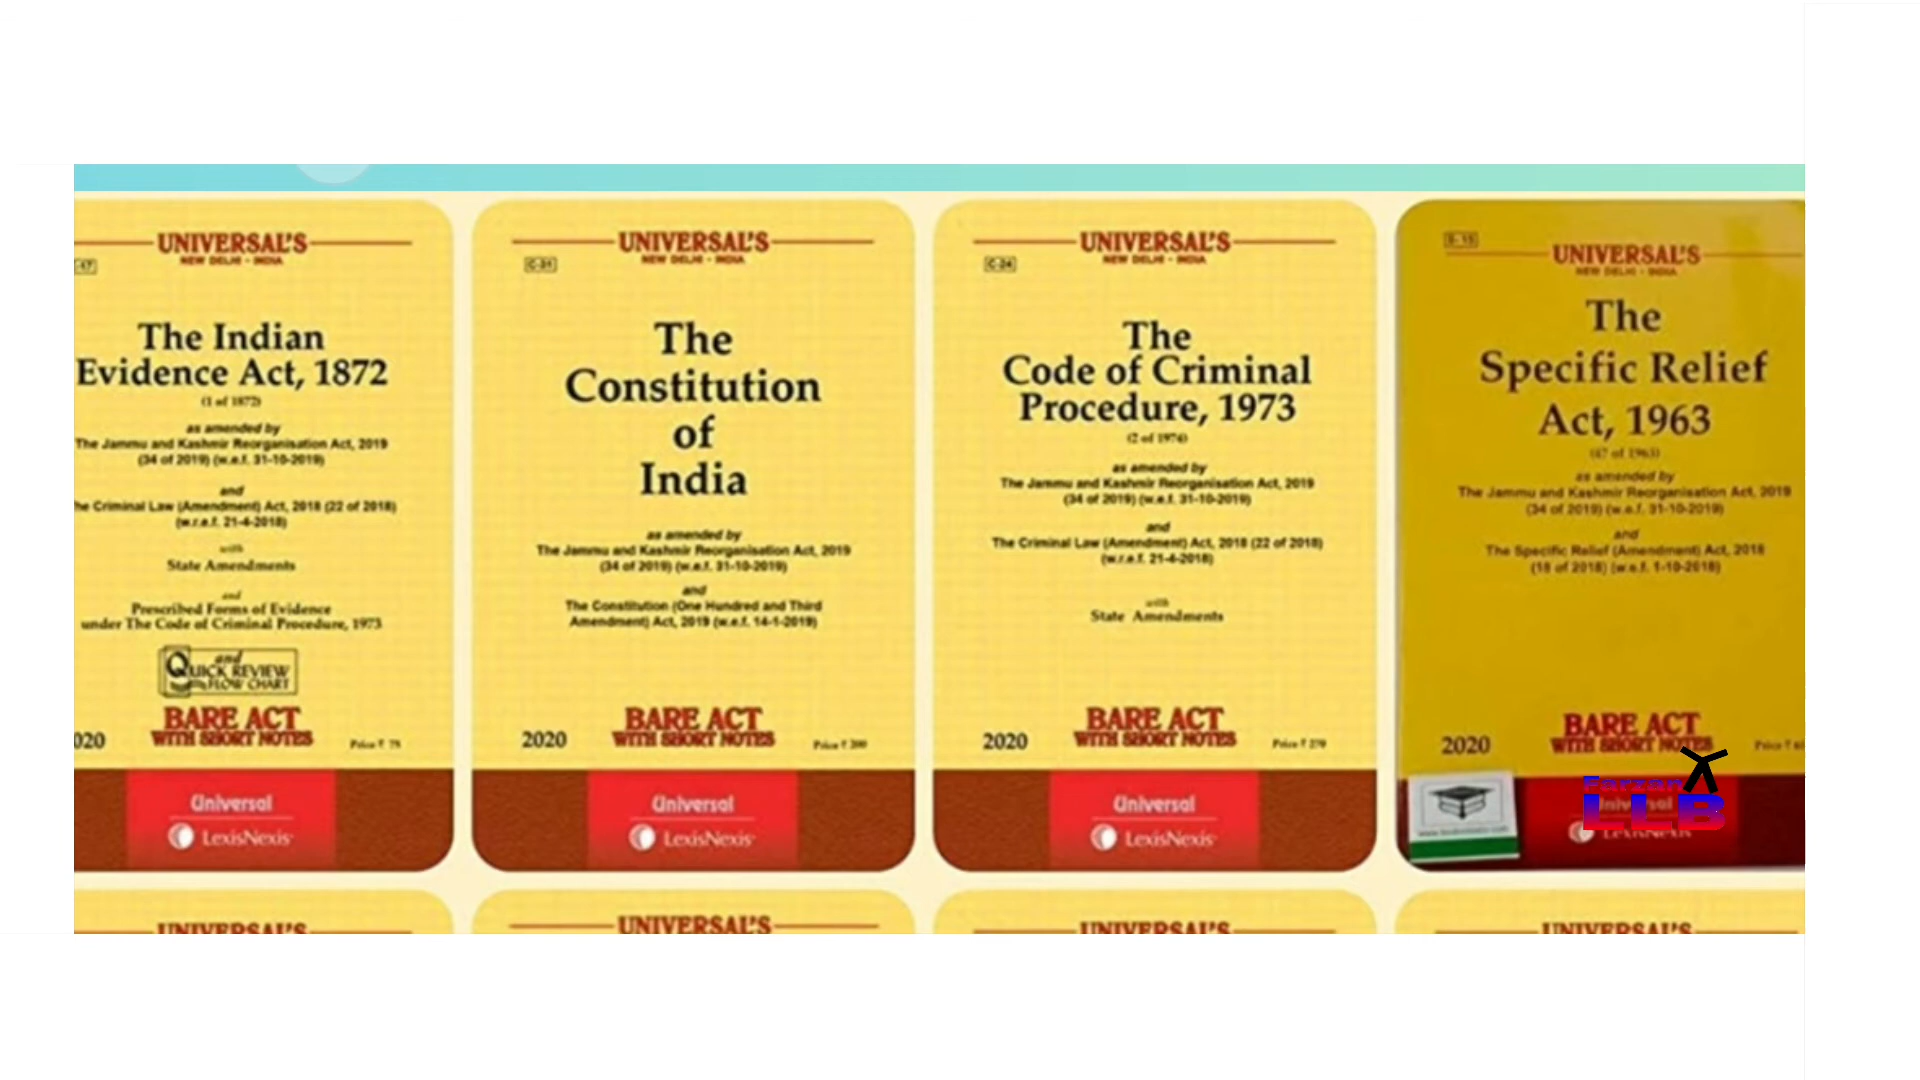 UNIVERSAL'S
NEW DELHI - INDIA
-17
The Indian
Evidence Act, 1872
(1 of 1872)
as amended by
The Jammu and Kashmir Reorganisation Act, 2019
(34 of 2019) (w.e.f. 31-10-2019)
and
he Criminal Law (Amendment) Act, 2018 (22 of 2018)
(w.r.e.f. 21-4-2018)
with
State Amendments
and
Prescribed Forms of Evidence
under The Code of Criminal Procedure, 1973
and
QUICK REVIEW
FLOW CHART
020
BARE ACT
WITH SHORT NOTES
Price ₹ 75
Universal
LexisNexis
UNIVERSAL'S
NEW DELHI - INDIA
The
Constitution
of
India
as amended by
The Jammu and Kashmir Reorganisation Act, 2019
(34 of 2019) (w.e.f. 31-10-2019)
and
The Constitution (One Hundred and Third
Amendment) Act, 2019 (w.e.f. 14-1-2019)
2020
BARE ACT
WITH SHORT NOTES
Price ₹ 200
Universal
LexisNexis
UNIVERSAL'S
NEW DELHI - INDIA
C-24
The
Code of Criminal
Procedure, 1973
(2 of 1974)
as amended by
The Jammu and Kashmir Reorganisation Act, 2019
(34 of 2019) (w.e.f. 31-10-2019)
and
The Criminal Law (Amendment) Act, 2018 (22 of 2018)
(w.r.e.f. 21-4-2018)
with
State Amendments
2020
BARE ACT
WITH SHORT NOTES
Price ₹ 270
Universal
LexisNexis
UNIVERSAL'S
NEW DELHI - INDIA
The
Specific Relief
Act, 1963
(47 of 1963)
as amended by
The Jammu and Kashmir Reorganisation Act, 2019
(34 of 2019) (w.e.f. 31-10-2019)
and
The Specific Relief (Amendment) Act, 2018
(18 of 2018) (w.e.f. 1-10-2018)
2020
BARE ACT
WITH SHORT NOTES
Universal
LexisNexis
Farzan
LLB
UNIVERSAL'S
UNIVERSAL'S
UNIVERSAL'S
UNIVERSAL'S